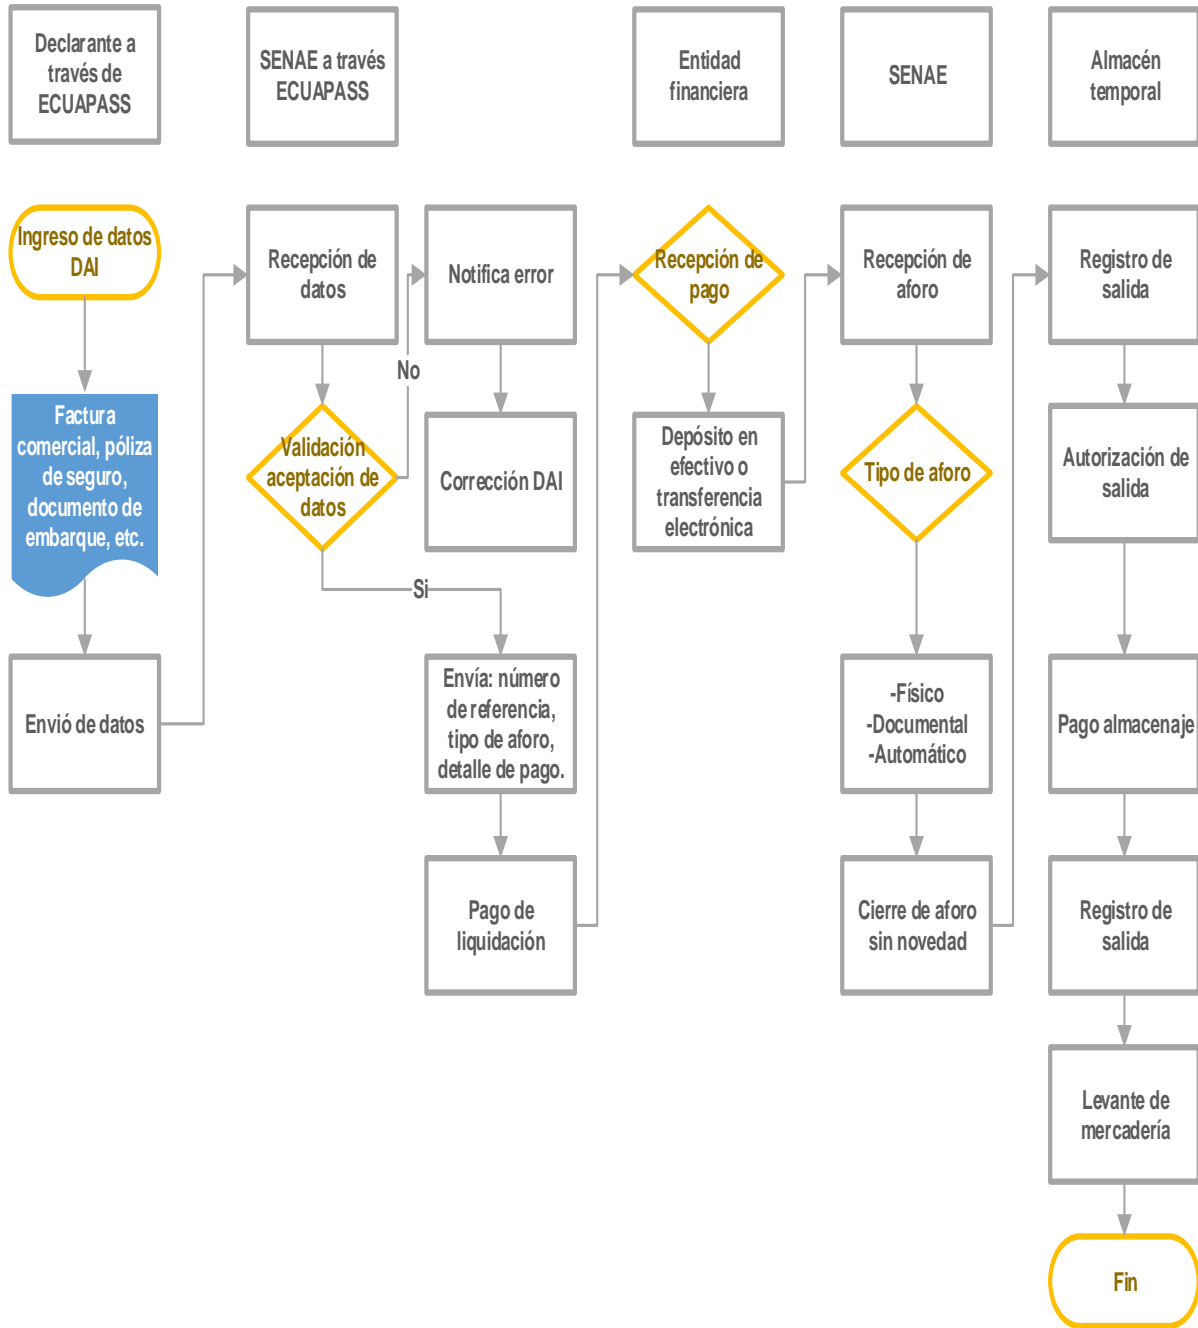 Declarante a
través de
ECUAPASS
SENAE a través
ECUAPASS
Entidad
financiera
SENAE
Almacén
temporal
Ingreso de datos
DAI
Factura
comercial, póliza
de seguro,
documento de
embarque, etc.
Envió de datos
Recepción de
datos
Validación
aceptación de
datos
No
Si
Notifica error
Corrección DAI
Envía: número
de referencia,
tipo de aforo,
detalle de pago.
Pago de
liquidación
Recepción de
pago
Depósito en
efectivo o
transferencia
electrónica
Recepción de
aforo
Tipo de aforo
-Físico
-Documental
-Automático
Cierre de aforo
sin novedad
Registro de
salida
Autorización de
salida
Pago almacenaje
Registro de
salida
Levante de
mercadería
Fin